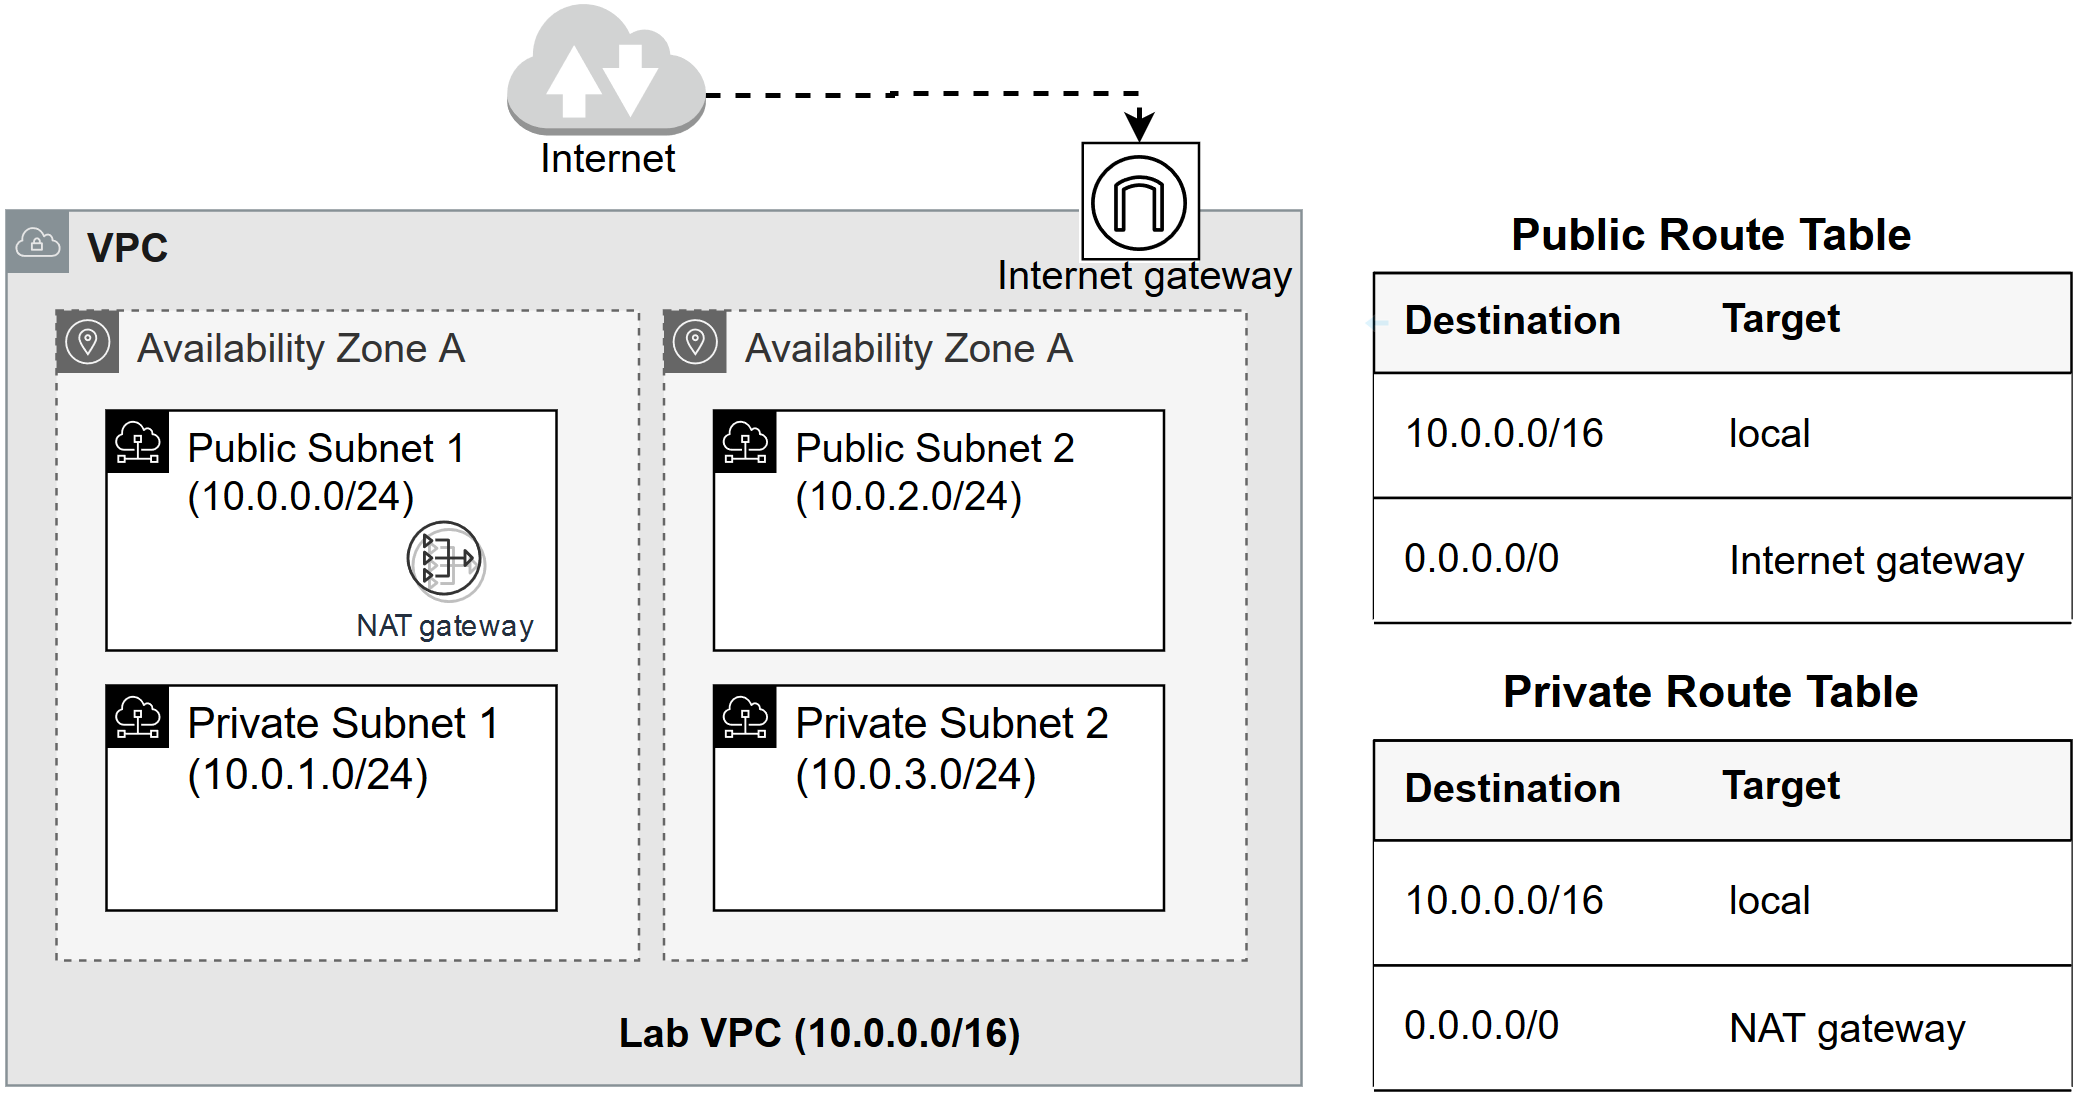 Internet
Internet gateway
VPC
Availability Zone A
Public Subnet 1
(10.0.0.0/24)
NAT gateway
Private Subnet 1
(10.0.1.0/24)
Availability Zone A
Public Subnet 2
(10.0.2.0/24)
Private Subnet 2
(10.0.3.0/24)
Lab VPC (10.0.0.0/16)
Public Route Table
Destination Target
10.0.0.0/16 local
0.0.0.0/0 Internet gateway
Private Route Table
Destination Target
10.0.0.0/16 local
0.0.0.0/0 NAT gateway